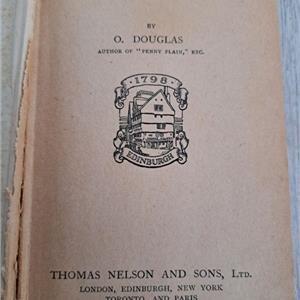 BY
O. DOUGLAS
AUTHOR OF "PENNY PLAIN," ETC.
1798
EDINBURGH
THOMAS NELSON AND SONS, LTD.
LONDON, EDINBURGH, NEW YORK
TORONTO, AND PARIS